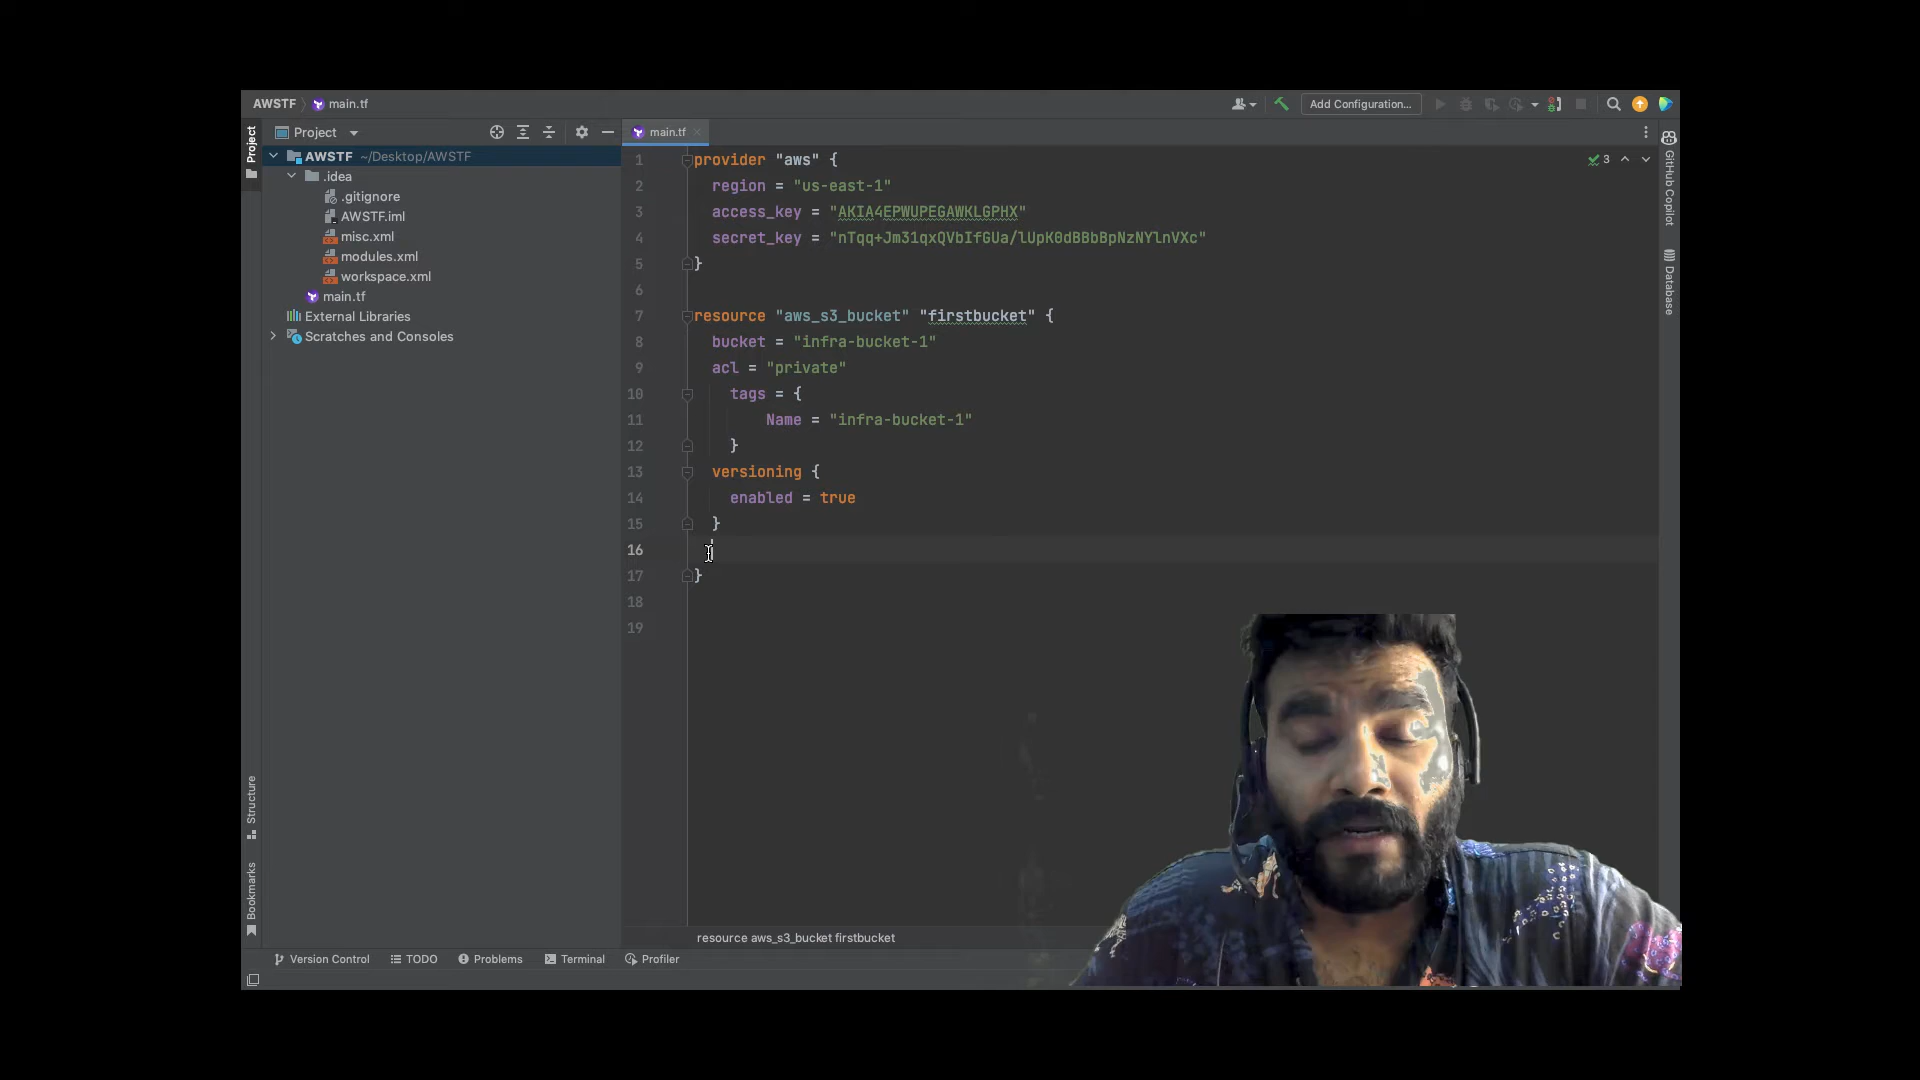 AWSTF
main.tf
Add Configuration...
Project
Project
main.tf
AWSTF ~/Desktop/AWSTF
.idea
.gitignore
AWSTF.iml
misc.xml
modules.xml
workspace.xml
main.tf
External Libraries
Scratches and Consoles
1 provider "aws" {
2 region = "us-east-1"
3 access_key = "AKIA4EPWUPEGAWKLGPHX"
4 secret_key = "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"
5 }
6
7 resource "aws_s3_bucket" "firstbucket" {
8 bucket = "infra-bucket-1"
9 acl = "private"
10 tags = {
11 Name = "infra-bucket-1"
12 }
13 versioning {
14 enabled = true
15 }
16
17 }
18
19
3
GitHub Copilot
Database
Structure
Bookmarks
resource aws_s3_bucket firstbucket
Version Control
TODO
Problems
Terminal
Profiler